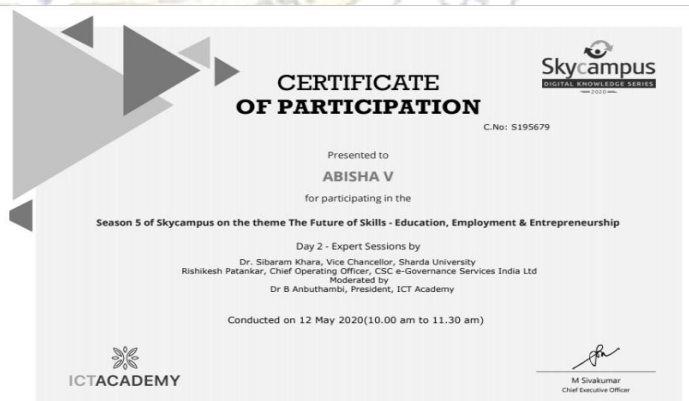 Skycampus
DIGITAL KNOWLEDGE SERIES
2020
CERTIFICATE
OF PARTICIPATION
C.No: S195679
Presented to
ABISHA V
for participating in the
Season 5 of Skycampus on the theme The Future of Skills - Education, Employment & Entrepreneurship
Day 2 - Expert Sessions by
Dr. Sibaram Khara, Vice Chancellor, Sharda University
Rishikesh Patankar, Chief Operating Officer, CSC e-Governance Services India Ltd
Moderated by
Dr B Anbuthambi, President, ICT Academy
Conducted on 12 May 2020(10.00 am to 11.30 am)
ICTACADEMY
M Sivakumar
Chief Executive Officer